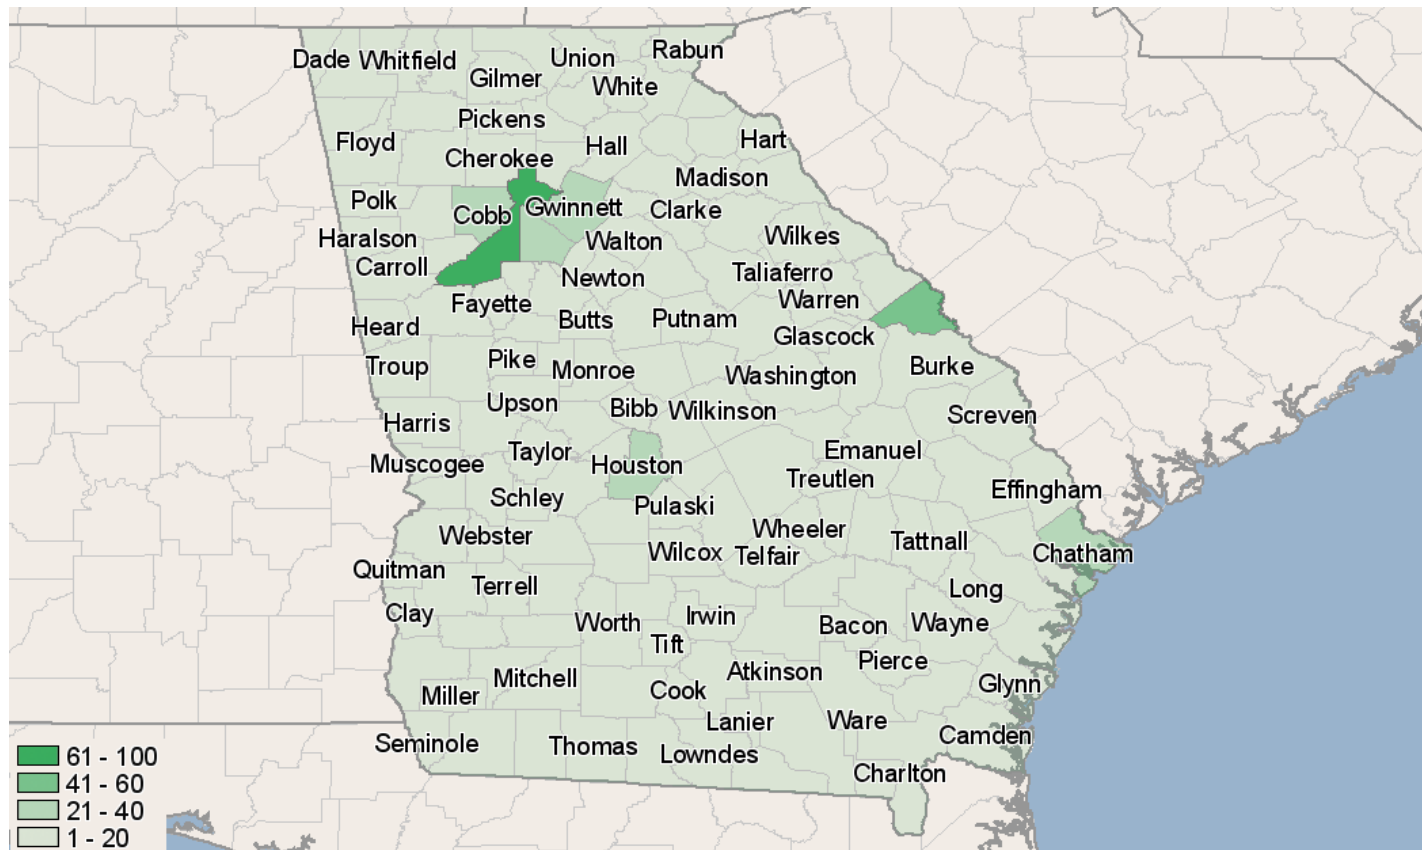 Dade Whitfield Union Rabun
Gilmer White
Pickens
Floyd Hall Hart
Cherokee
Madison
Polk Cobb Gwinnett Clarke
Haralson Walton Wilkes
Carroll Newton Taliaferro
Fayette Warren
Heard Butts Putnam Glascock
Troup Pike Monroe Washington Burke
Upson Bibb Wilkinson Screven
Harris
Muscogee Taylor Houston Emanuel
Treutlen Effingham
Schley Pulaski
Webster Wheeler Tattnall
Wilcox Telfair Chatham
Quitman Terrell Long
Clay Worth Irwin Bacon Wayne
Tift
Mitchell Atkinson Pierce
Miller Cook Glynn
Lanier Ware Camden
Seminole Thomas Lowndes
Charlton
61 - 100
41 - 60
21 - 40
1 - 20